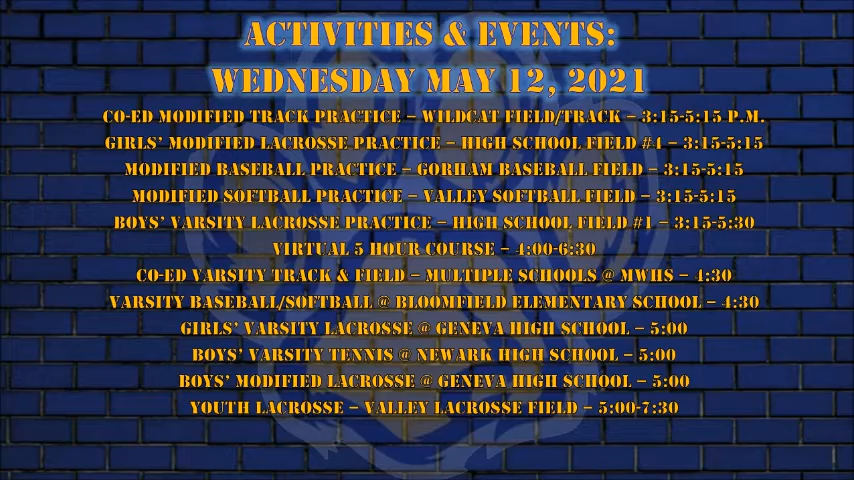 ACTIVITIES & EVENTS:
WEDNESDAY MAY 12, 2021
CO-ED MODIFIED TRACK PRACTICE – WILDCAT FIELD/TRACK – 3:15-5:15 P.M.
GIRLS' MODIFIED LACROSSE PRACTICE – HIGH SCHOOL FIELD #4 – 3:15-5:15
MODIFIED BASEBALL PRACTICE – GORHAM BASEBALL FIELD – 3:15-5:15
MODIFIED SOFTBALL PRACTICE – VALLEY SOFTBALL FIELD – 3:15-5:15
BOYS' VARSITY LACROSSE PRACTICE – HIGH SCHOOL FIELD #1 – 3:15-5:30
VIRTUAL 5 HOUR COURSE – 4:00-6:30
CO-ED VARSITY TRACK & FIELD – MULTIPLE SCHOOLS @ MWHS – 4:30
VARSITY BASEBALL/SOFTBALL @ BLOOMFIELD ELEMENTARY SCHOOL – 4:30
GIRLS' VARSITY LACROSSE @ GENEVA HIGH SCHOOL – 5:00
BOYS' VARSITY TENNIS @ NEWARK HIGH SCHOOL – 5:00
BOYS' MODIFIED LACROSSE @ GENEVA HIGH SCHOOL – 5:00
YOUTH LACROSSE – VALLEY LACROSSE FIELD – 5:00-7:30